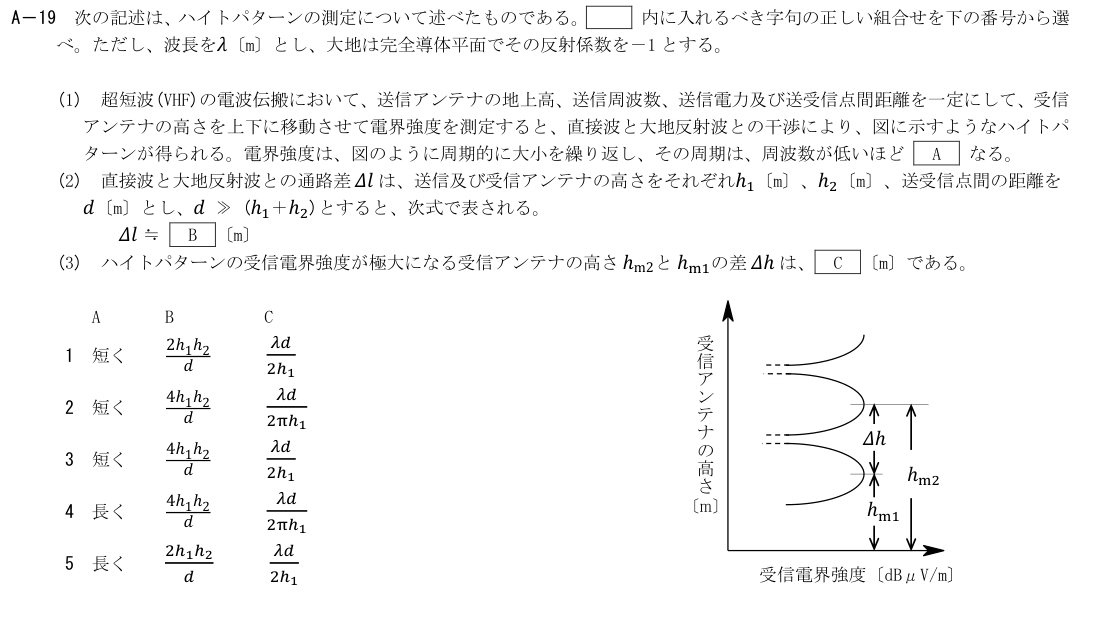 A－19 次の記述は、ハイトパターンの測定について述べたものである。□内に入れるべき字句の正しい組合せを下の番号から選
べ。ただし、波長をλ〔m〕とし、大地は完全導体平面でその反射係数を－1とする。
(1) 超短波(VHF)の電波伝搬において、送信アンテナの地上高、送信周波数、送信電力及び送受信点間距離を一定にして、受信
アンテナの高さを上下に移動させて電界強度を測定すると、直接波と大地反射波との干渉により、図に示すようなハイトパ
ターンが得られる。電界強度は、図のように周期的に大小を繰り返し、その周期は、周波数が低いほど A なる。
(2) 直接波と大地反射波との通路差Δlは、送信及び受信アンテナの高さをそれぞれh₁〔m〕、h₂〔m〕、送受信点間の距離を
d〔m〕とし、d ≫ (h₁＋h₂)とすると、次式で表される。
Δl ≒ B 〔m〕
(3) ハイトパターンの受信電界強度が極大になる受信アンテナの高さhm2とhm1の差Δhは、 C 〔m〕である。
A B C
1 短く 2h₁h₂/d λd/2h₁
2 短く 4h₁h₂/d λd/2πh₁
3 短く 4h₁h₂/d λd/2h₁
4 長く 4h₁h₂/d λd/2πh₁
5 長く 2h₁h₂/d λd/2h₁
受信アンテナの高さ〔m〕
Δh
hm2
hm1
受信電界強度〔dBμV/m〕